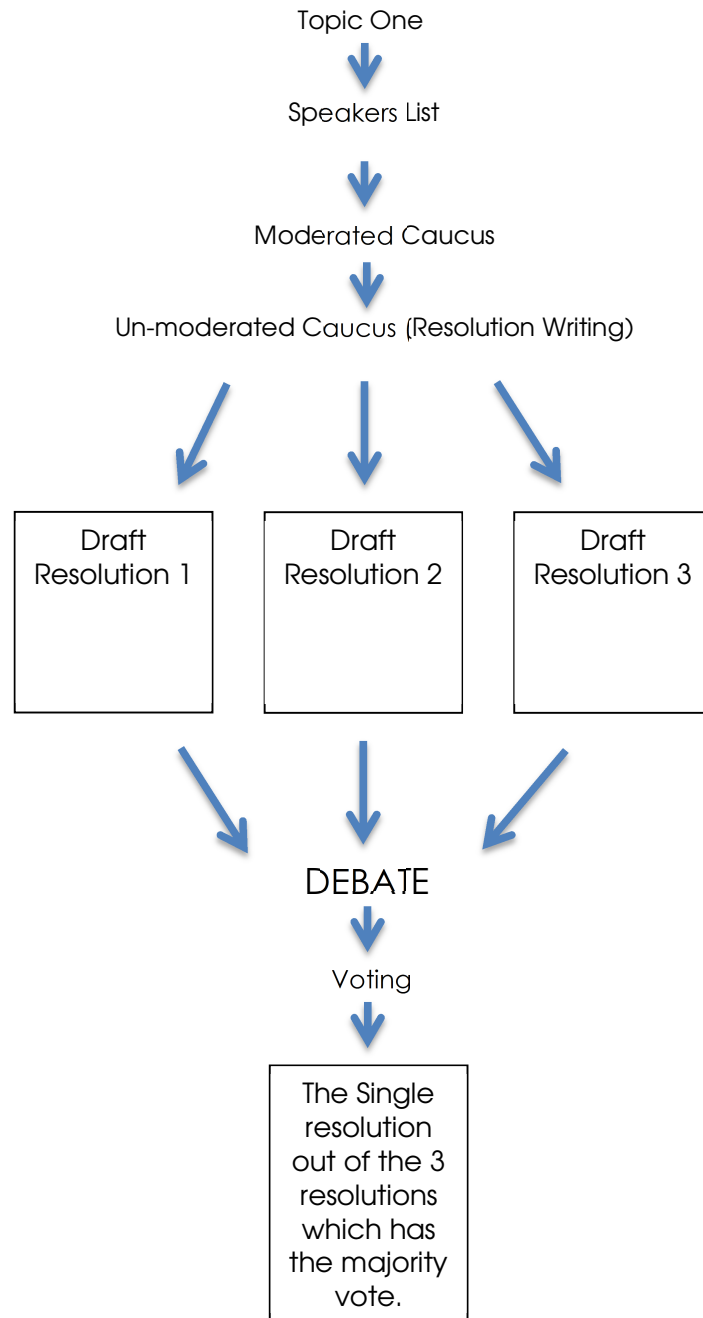 Topic One
Speakers List
Moderated Caucus
Un-moderated Caucus (Resolution Writing)
Draft
Resolution 1
Draft
Resolution 2
Draft
Resolution 3
DEBATE
Voting
The Single
resolution
out of the 3
resolutions
which has
the majority
vote.